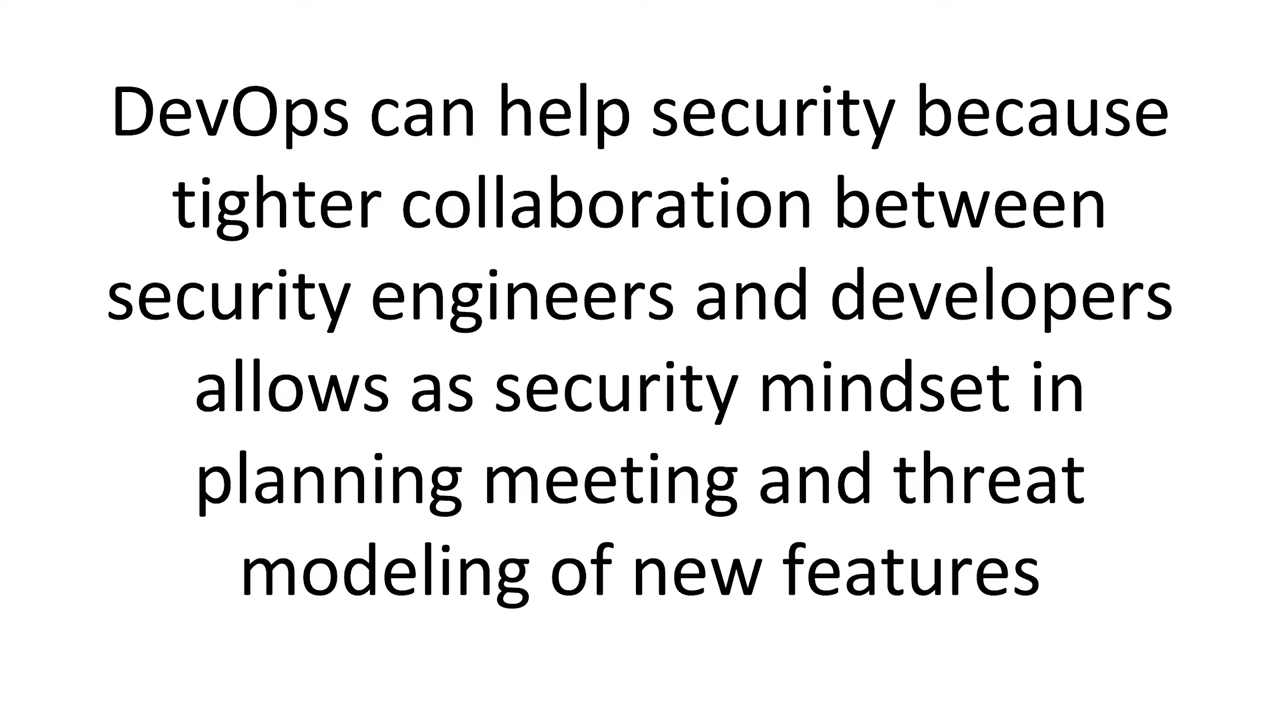 DevOps can help security because
tighter collaboration between
security engineers and developers
allows as security mindset in
planning meeting and threat
modeling of new features